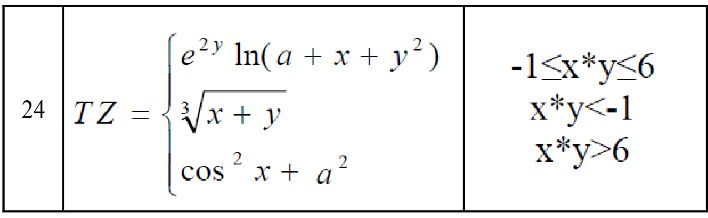 24
TZ = { e^{2y} ln(a + x + y^2)
∛(x + y)
cos^2 x + a^2
-1≤x*y≤6
x*y<-1
x*y>6